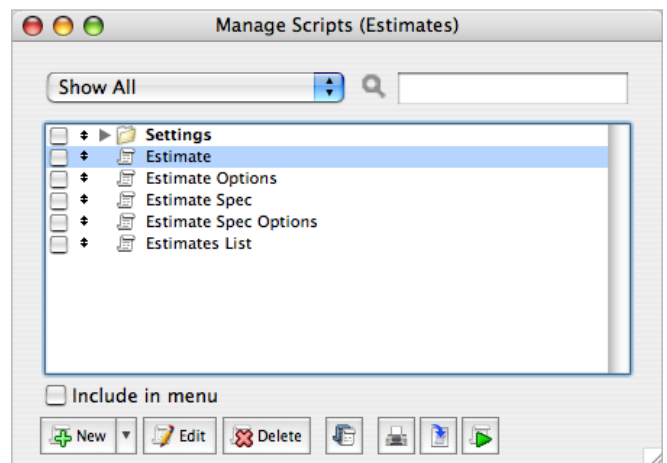 Manage Scripts (Estimates)
Show All
Settings
Estimate
Estimate Options
Estimate Spec
Estimate Spec Options
Estimates List
Include in menu
New Edit Delete